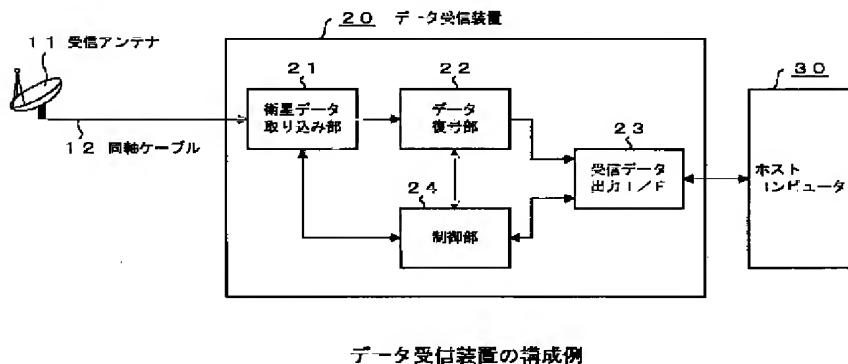 20 データ受信装置
11 受信アンテナ
21
22
30
衛星データ
取り込み部
データ
復号部
23
12 同軸ケーブル
受信データ
出力I/F
ホスト
コンピュータ
24
制御部
データ受信装置の構成例